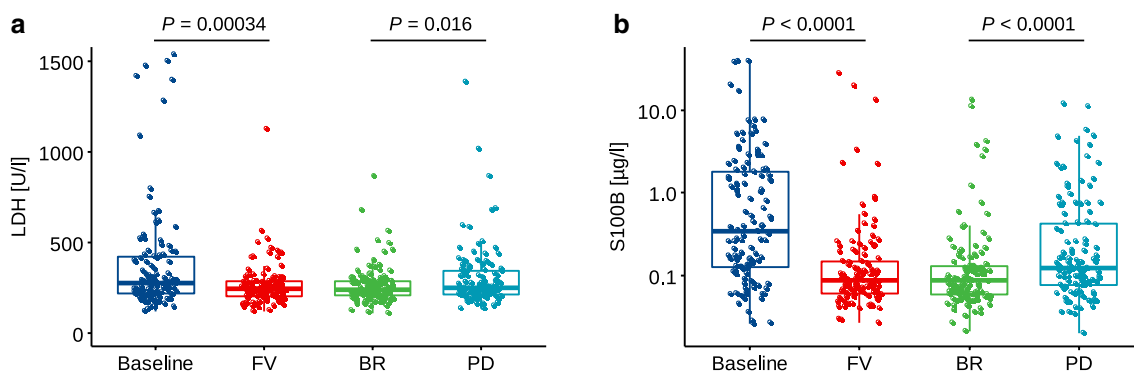 a
P = 0.00034
P = 0.016
LDH [U/l]
1500
1000
500
0
Baseline
FV
BR
PD
b
P < 0.0001
P < 0.0001
S100B [µg/l]
10.0
1.0
0.1
Baseline
FV
BR
PD